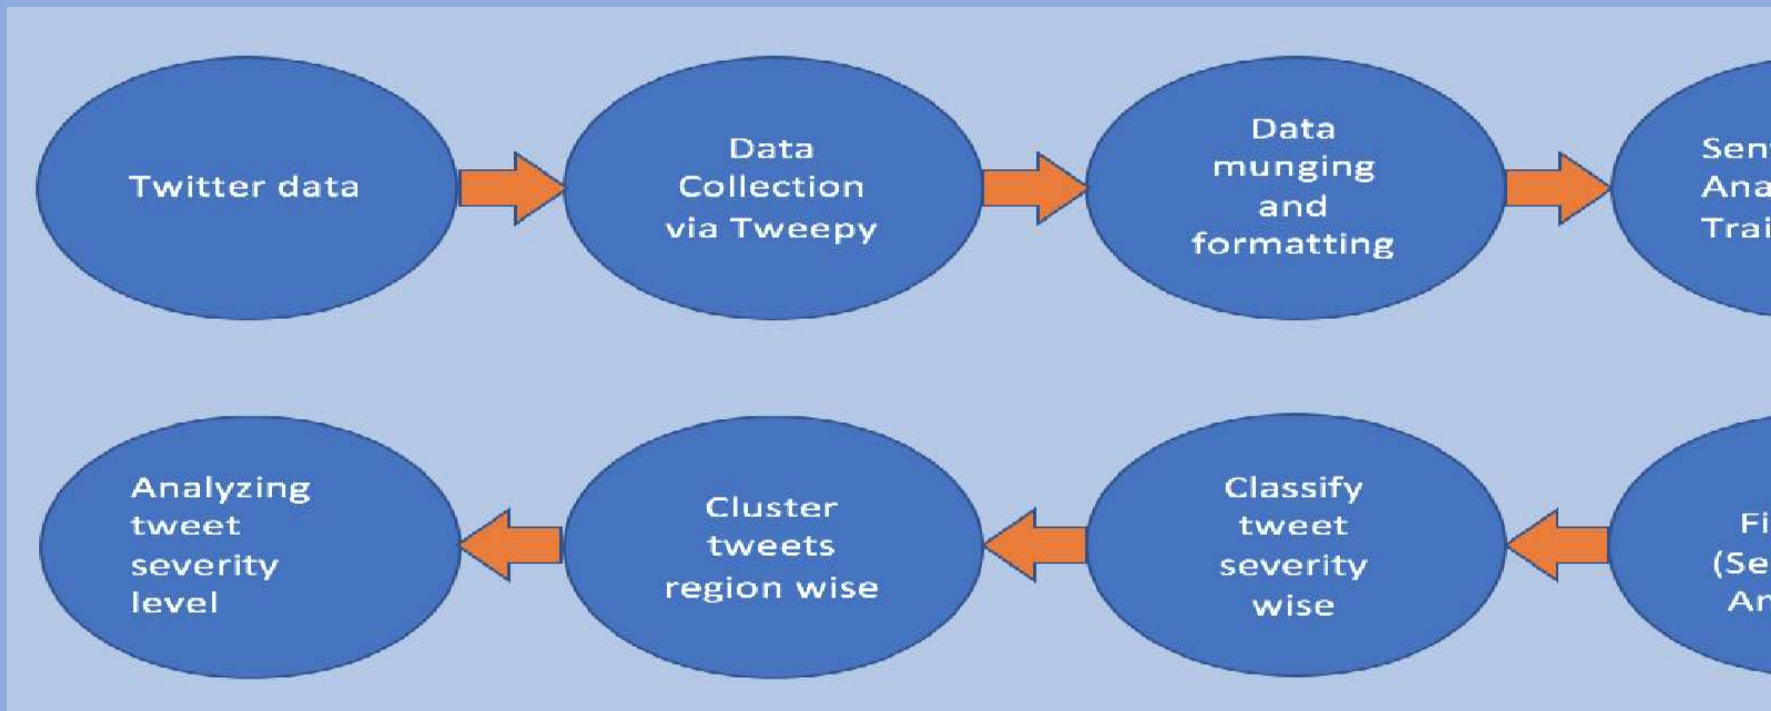 Twitter data
Data
Collection
via Tweepy
Data
munging
and
formatting
Analyzing
tweet
severity
level
Cluster
tweets
region wise
Classify
tweet
severity
wise